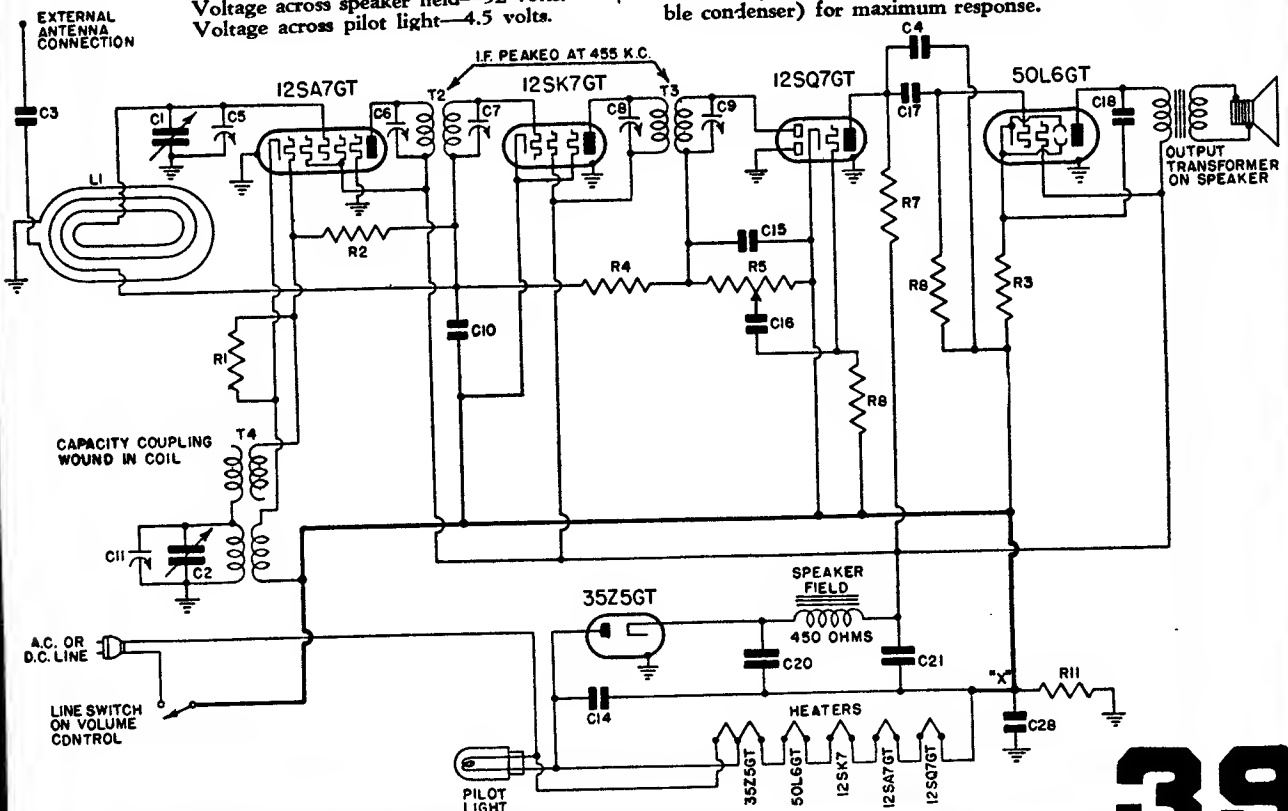 Voltage across speaker field—32 volts.
Voltage across pilot light—4.5 volts.
ble condenser) for maximum response.
EXTERNAL
ANTENNA
CONNECTION
I.F. PEAKED AT 455 K.C.
C3
C1
C5
12SA7GT
C6
T2
C7
12SK7GT
C8
T3
C9
12SQ7GT
C4
C17
50L6GT
C18
OUTPUT
TRANSFORMER
ON SPEAKER
L1
R2
R7
C15
R4
R5
R8
R3
C10
C16
R1
R8
CAPACITY COUPLING
WOUND IN COIL
T4
C11
C2
35Z5GT
SPEAKER
FIELD
450 OHMS
C20
C21
A.C. OR
D.C. LINE
"X"
R11
C14
HEATERS
C28
LINE SWITCH
ON VOLUME
CONTROL
PILOT
LIGHT
35Z5GT
50L6GT
12SK7
12SA7GT
12SQ7GT
39